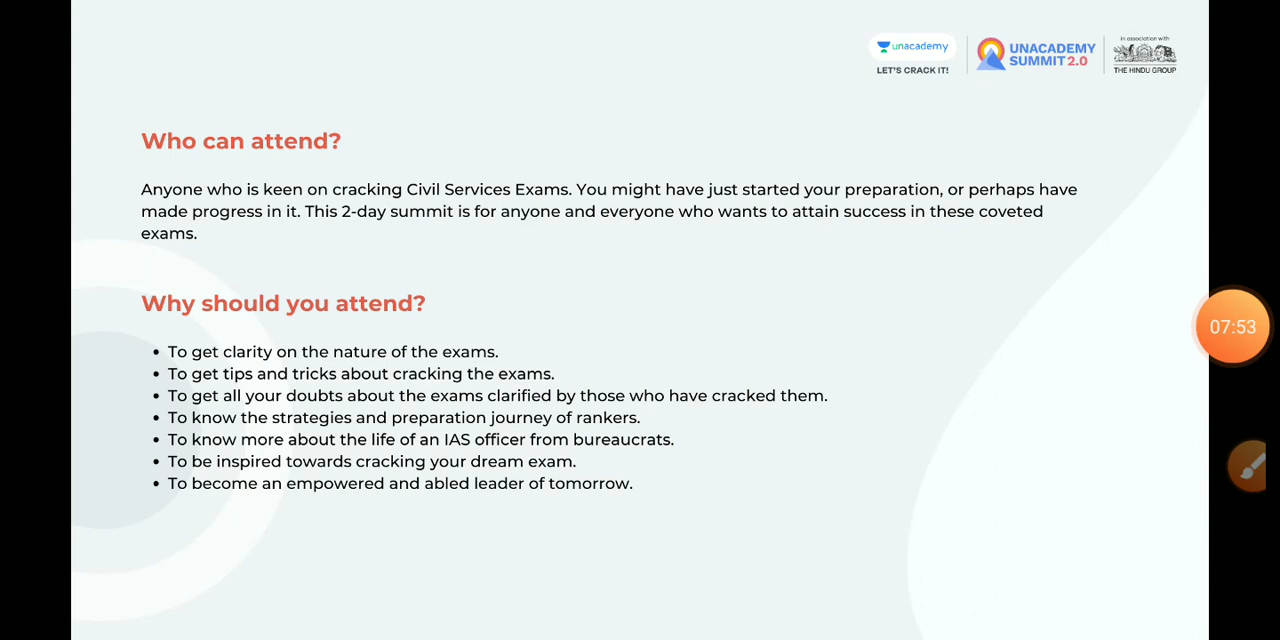 unacademy
LET'S CRACK IT!
UNACADEMY
SUMMIT 2.0
In association with
THE HINDU GROUP
Who can attend?
Anyone who is keen on cracking Civil Services Exams. You might have just started your preparation, or perhaps have
made progress in it. This 2-day summit is for anyone and everyone who wants to attain success in these coveted
exams.
Why should you attend?
• To get clarity on the nature of the exams.
• To get tips and tricks about cracking the exams.
• To get all your doubts about the exams clarified by those who have cracked them.
• To know the strategies and preparation journey of rankers.
• To know more about the life of an IAS officer from bureaucrats.
• To be inspired towards cracking your dream exam.
• To become an empowered and abled leader of tomorrow.
07:53